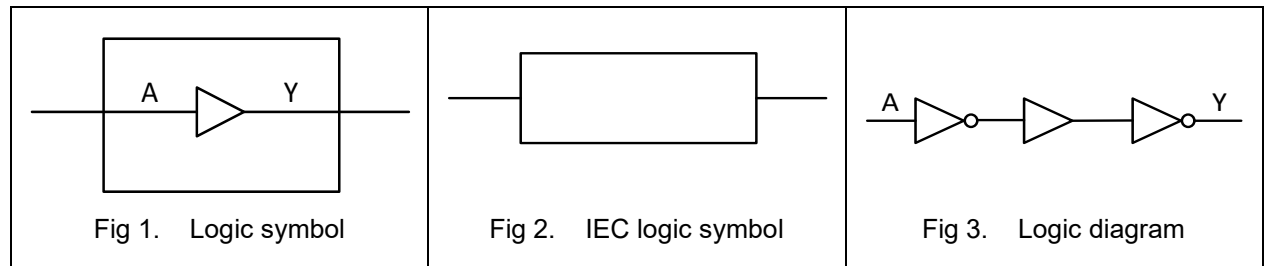 A Y
Fig 1. Logic symbol
Fig 2. IEC logic symbol
A Y
Fig 3. Logic diagram